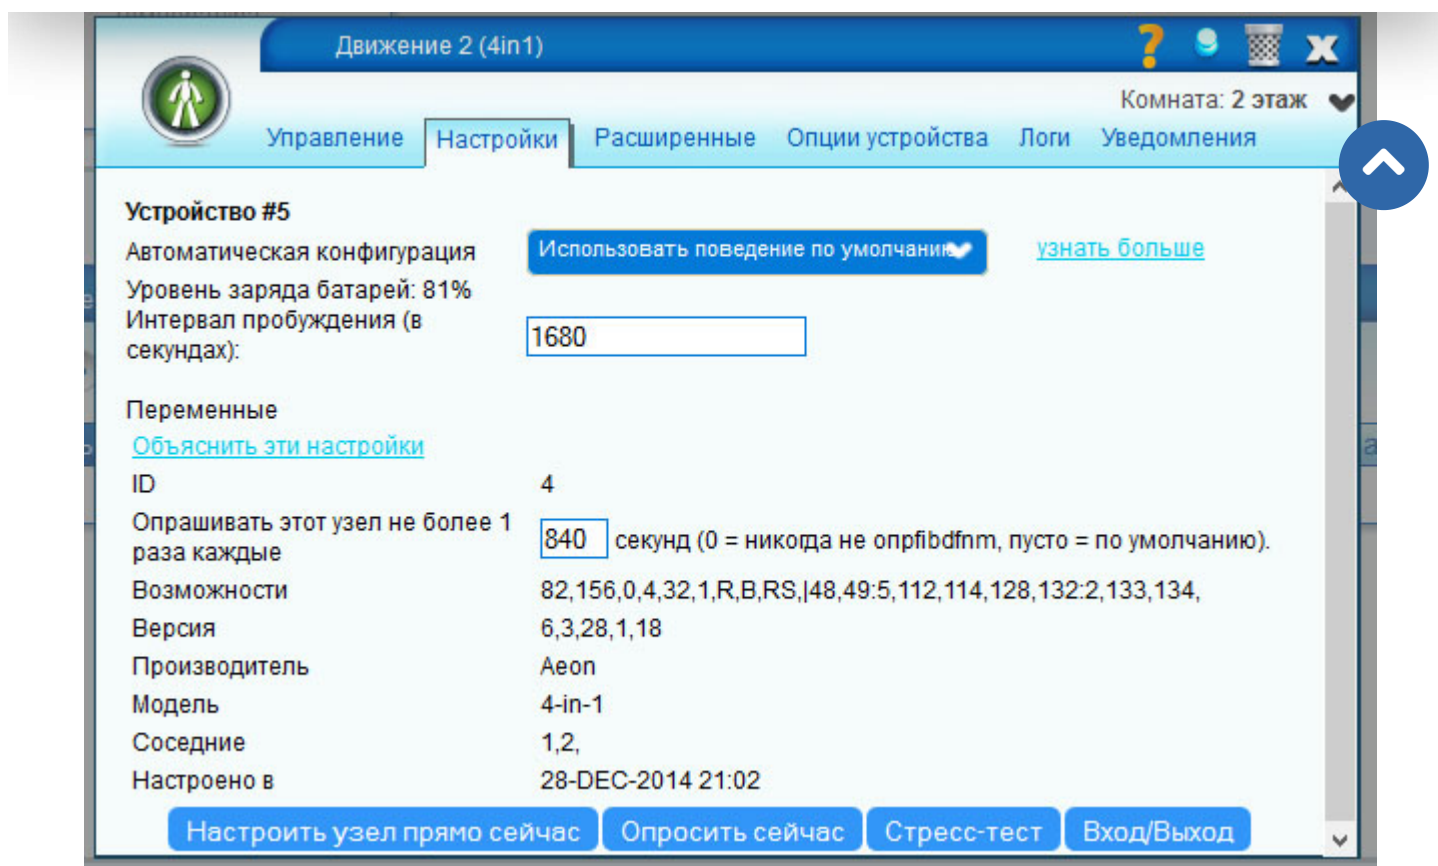 Движение 2 (4in1)
Комната: 2 этаж
Управление Настройки Расширенные Опции устройства Логи Уведомления
Устройство #5
Автоматическая конфигурация Использовать поведение по умолчанию узнать больше
Уровень заряда батарей: 81%
Интервал пробуждения (в
секундах): 1680
Переменные
Объяснить эти настройки
ID 4
Опрашивать этот узел не более 1
раза каждые 840 секунд (0 = никогда не опрfibdfnm, пусто = по умолчанию).
Возможности 82,156,0,4,32,1,R,B,RS,|48,49:5,112,114,128,132:2,133,134,
Версия 6,3,28,1,18
Производитель Aeon
Модель 4-in-1
Соседние 1,2,
Настроено в 28-DEC-2014 21:02
Настроить узел прямо сейчас Опросить сейчас Стресс-тест Вход/Выход